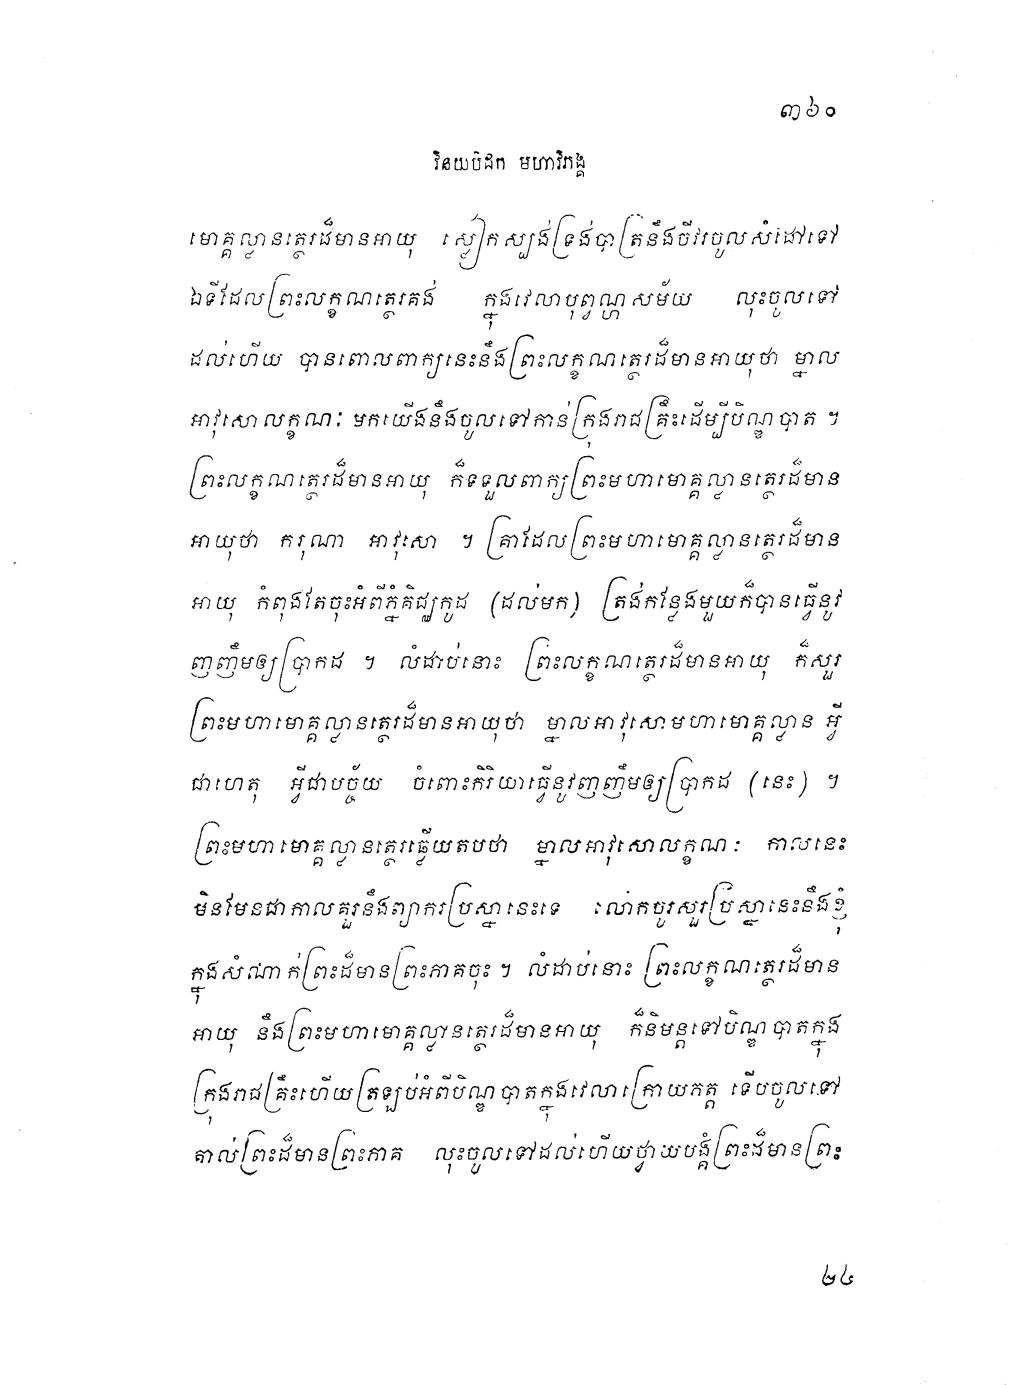 ៣៦០
វិនយបិដក មហាវិភង្គ
មោគ្គល្លានត្ថេរដ៏មានអាយុ ស្លៀកស្បង់ទ្រង់បាត្រនឹងចីវរចូលសំដៅទៅ
ឯទីដែលព្រះលក្ខណត្ថេរគង់ ក្នុងវេលាបុព្វណ្ហសម័យ លុះចូលទៅ
ដល់ហើយ បានពោលពាក្យនេះនឹងព្រះលក្ខណត្ថេរដ៏មានអាយុថា ម្នាល
អាវុសោលក្ខណៈ មកយើងនឹងចូលទៅកាន់ក្រុងរាជគ្រឹះដើម្បីបិណ្ឌបាត ។
ព្រះលក្ខណត្ថេរដ៏មានអាយុ ក៏ទទួលពាក្យព្រះមហាមោគ្គល្លានត្ថេរដ៏មាន
អាយុថា ករុណា អាវុសោ ។ គ្រាដែលព្រះមហាមោគ្គល្លានត្ថេរដ៏មាន
អាយុ កំពុងតែចុះអំពីភ្នំគិជ្ឈកូដ (ដល់មក) ត្រង់កន្លែងមួយក៏បានធ្វើនូវ
ញញឹមឲ្យប្រាកដ ។ លំដាប់នោះ ព្រះលក្ខណត្ថេរដ៏មានអាយុ ក៏សួរ
ព្រះមហាមោគ្គល្លានត្ថេរដ៏មានអាយុថា ម្នាលអាវុសោមហាមោគ្គល្លាន អ្វី
ជាហេតុ អ្វីជាបច្ច័យ ចំពោះកិរិយាធ្វើនូវញញឹមឲ្យប្រាកដ (នេះ) ។
ព្រះមហាមោគ្គល្លានត្ថេរឆ្លើយតបថា ម្នាលអាវុសោលក្ខណៈ កាលនេះ
មិនមែនជាកាលគួរនឹងព្យាករប្រស្នានេះទេ លោកចូរសួរប្រស្នានេះនឹងខ្ញុំ
ក្នុងសំណាក់ព្រះដ៏មានព្រះភាគចុះ ។ លំដាប់នោះ ព្រះលក្ខណត្ថេរដ៏មាន
អាយុ នឹងព្រះមហាមោគ្គល្លានត្ថេរដ៏មានអាយុ ក៏និមន្តទៅបិណ្ឌបាតក្នុង
ក្រុងរាជគ្រឹះហើយត្រឡប់អំពីបិណ្ឌបាតក្នុងវេលាក្រោយភត្ត ទើបចូលទៅ
គាល់ព្រះដ៏មានព្រះភាគ លុះចូលទៅដល់ហើយថ្វាយបង្គំព្រះដ៏មានព្រះ
២៤